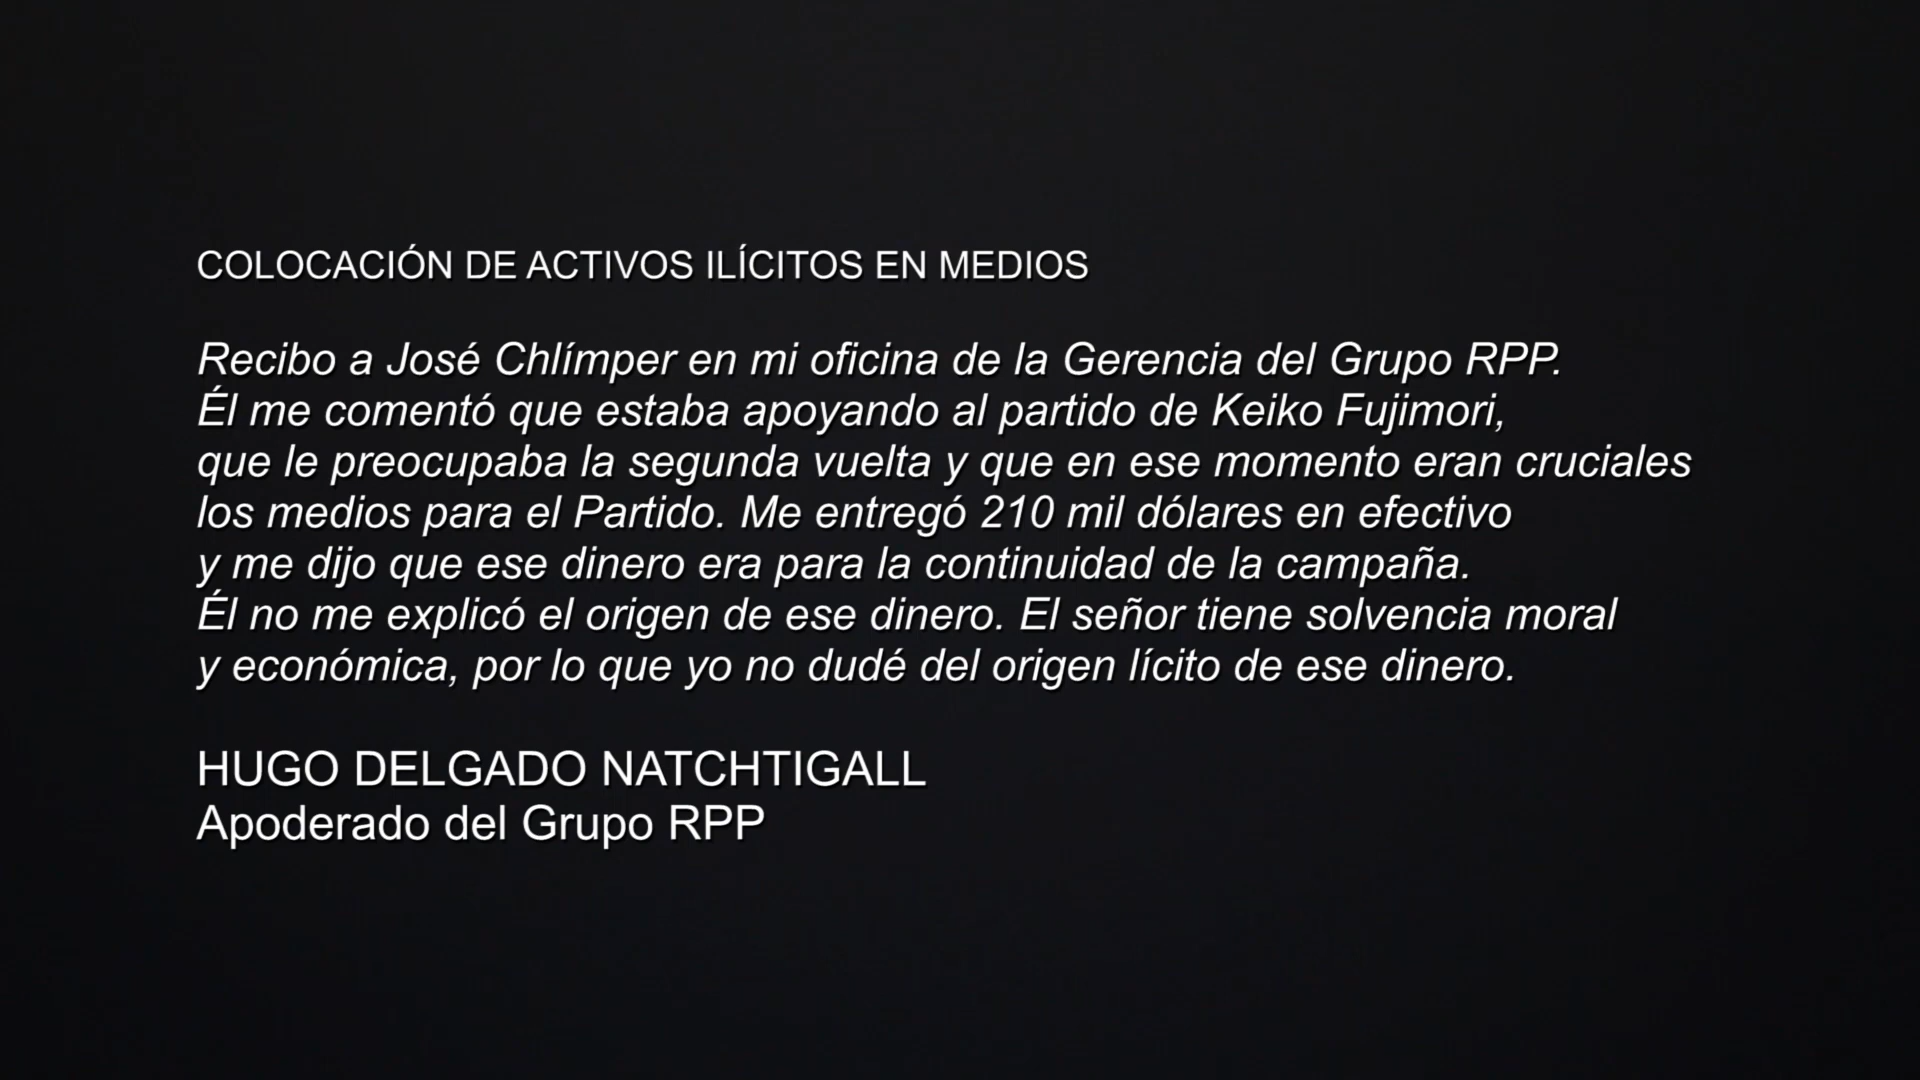 COLOCACIÓN DE ACTIVOS ILÍCITOS EN MEDIOS
Recibo a José Chlímper en mi oficina de la Gerencia del Grupo RPP.
Él me comentó que estaba apoyando al partido de Keiko Fujimori,
que le preocupaba la segunda vuelta y que en ese momento eran cruciales
los medios para el Partido. Me entregó 210 mil dólares en efectivo
y me dijo que ese dinero era para la continuidad de la campaña.
Él no me explicó el origen de ese dinero. El señor tiene solvencia moral
y económica, por lo que yo no dudé del origen lícito de ese dinero.
HUGO DELGADO NATCHTIGALL
Apoderado del Grupo RPP